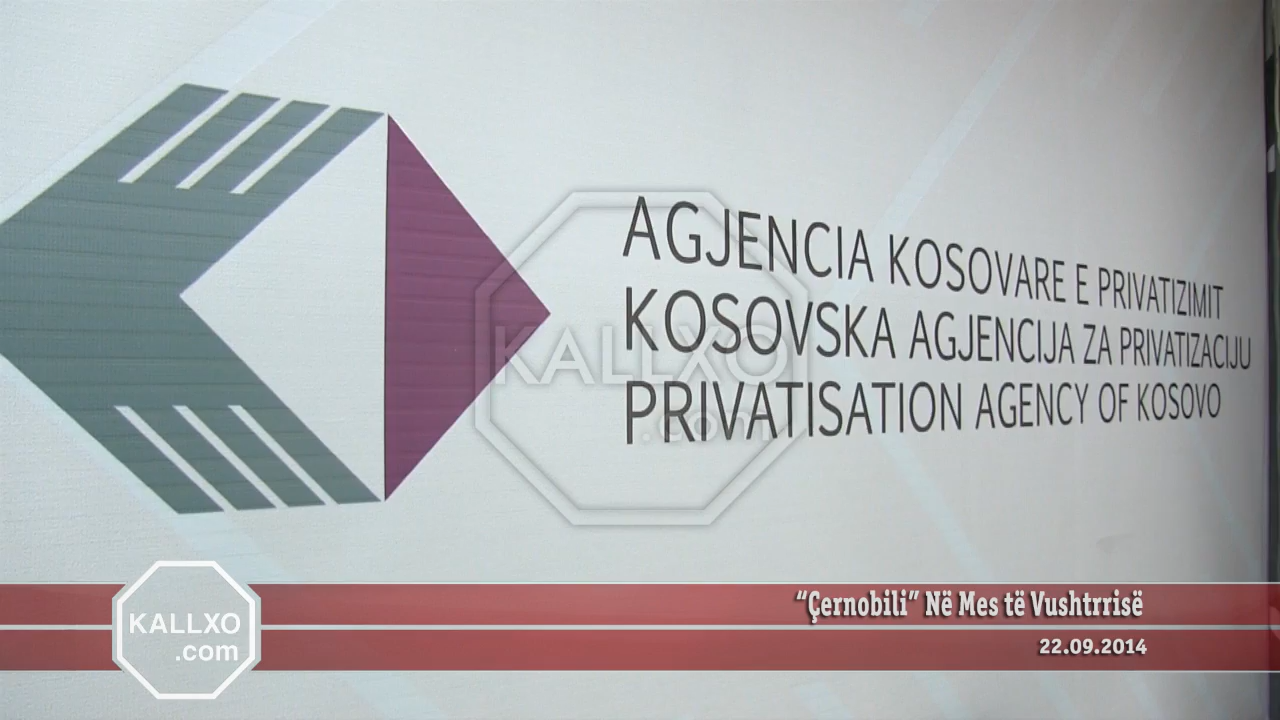 AGJENCIA KOSOVARE E PRIVATIZIMIT
KOSOVSKA AGJENCIJA ZA PRIVATIZACIJU
PRIVATISATION AGENCY OF KOSOVO
KALLXO
.com
“Çernobili” Në Mes të Vushtrrisë
22.09.2014
KALLXO
.com